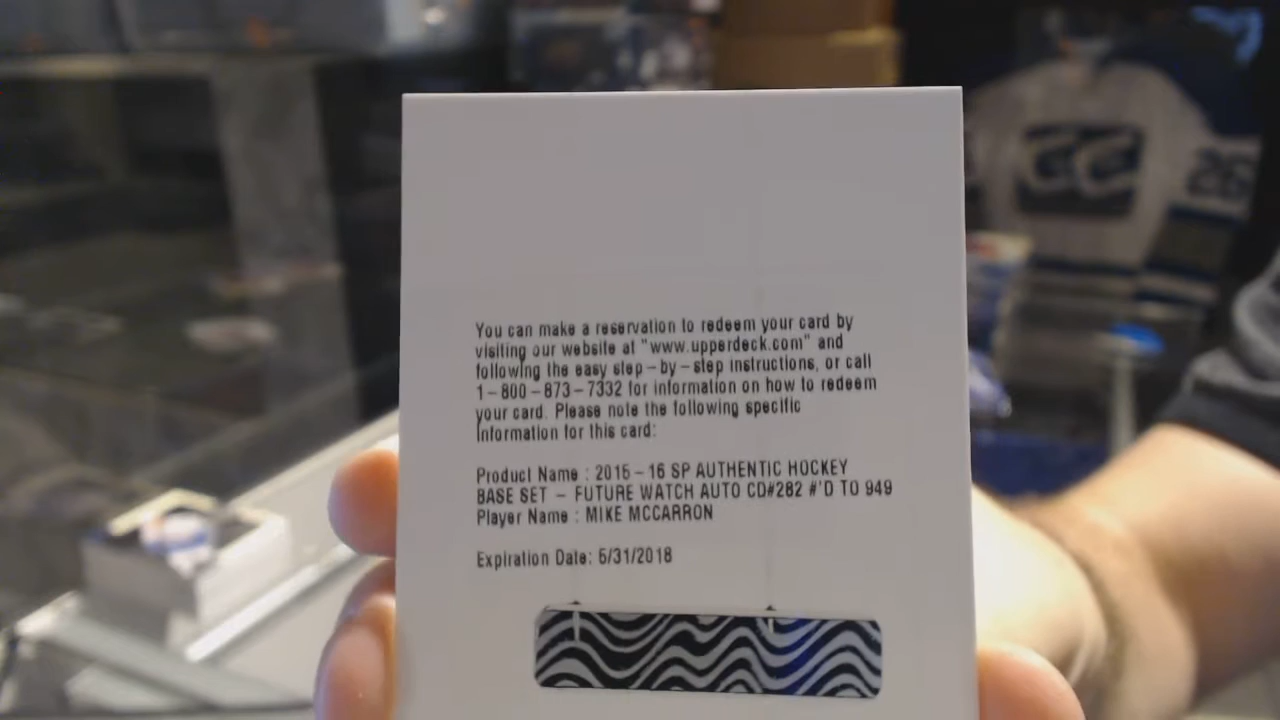 You can make a reservation to redeem your card by
visiting our website at "www.upperdeck.com" and
following the easy step-by-step instructions, or call
1-800-873-7332 for information on how to redeem
your card. Please note the following specific
information for this card:
Product Name : 2015-16 SP AUTHENTIC HOCKEY
BASE SET - FUTURE WATCH AUTO CD#282 #'D TO 949
Player Name : MIKE MCCARRON
Expiration Date: 5/31/2018
26